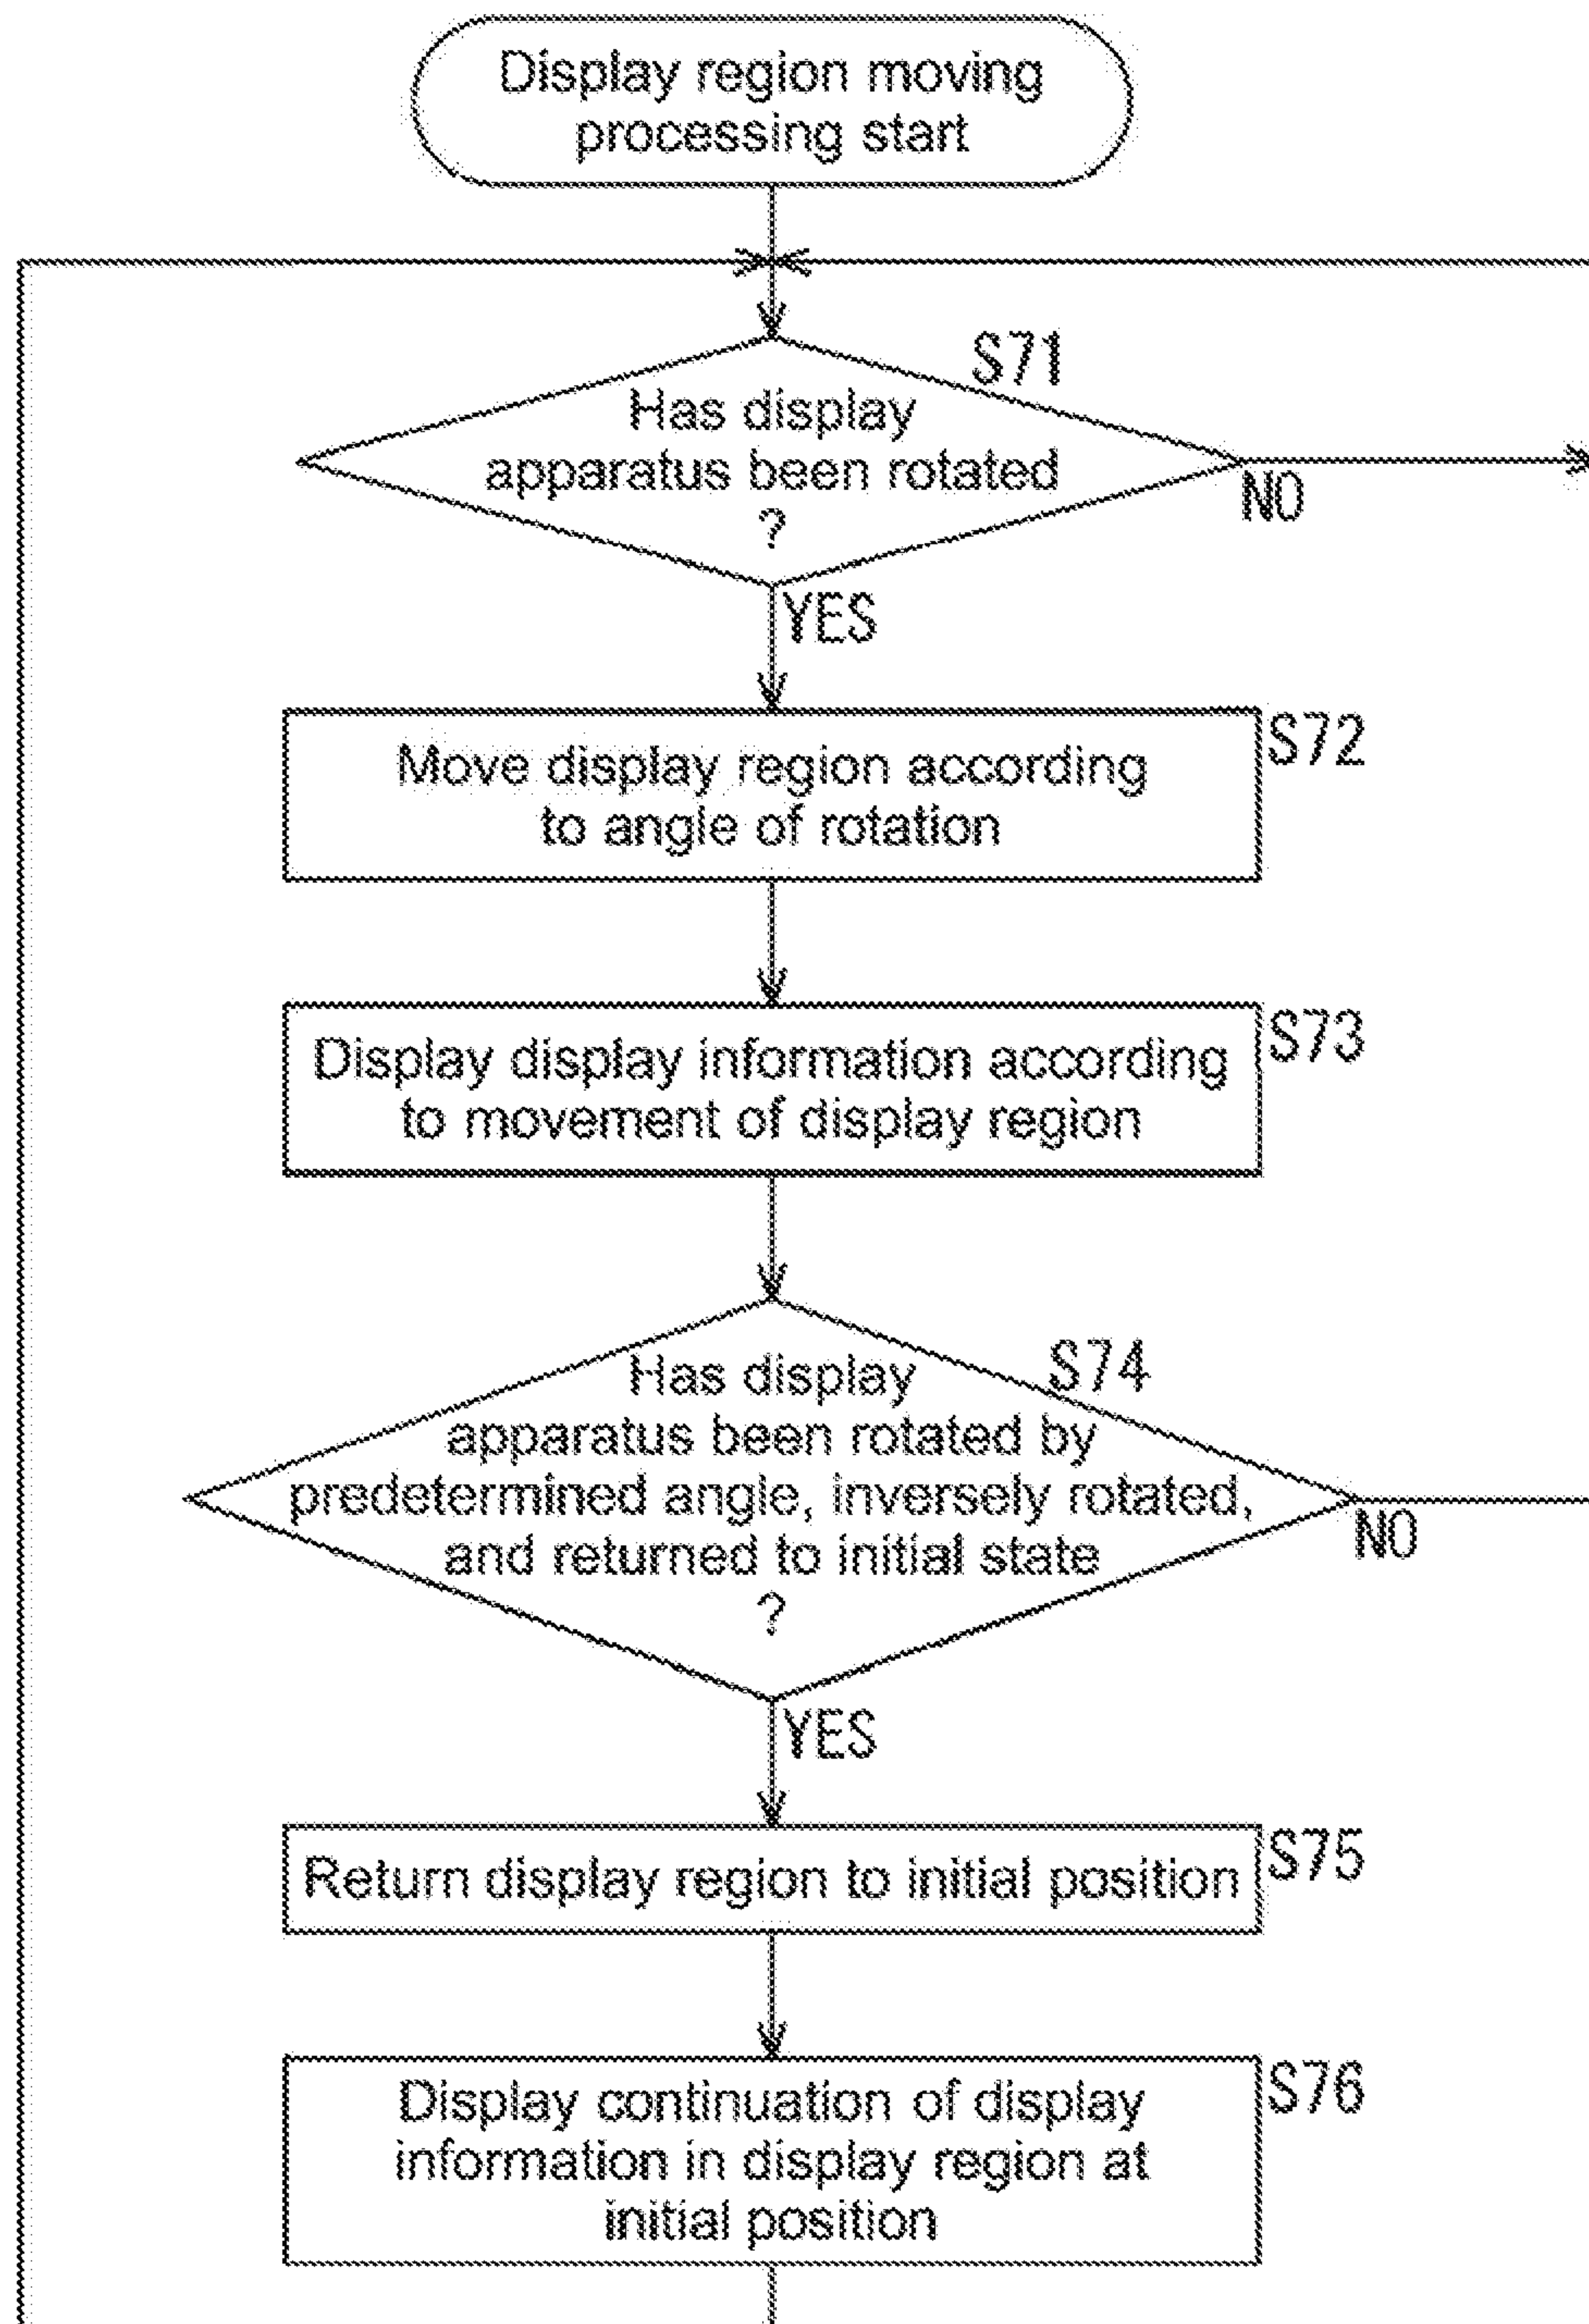 Display region moving
processing start
S71
Has display
apparatus been rotated
?
NO
YES
S72
Move display region according
to angle of rotation
S73
Display display information according
to movement of display region
S74
Has display
apparatus been rotated by
predetermined angle, inversely rotated,
and returned to initial state
?
NO
YES
S75
Return display region to initial position
S76
Display continuation of display
information in display region at
initial position